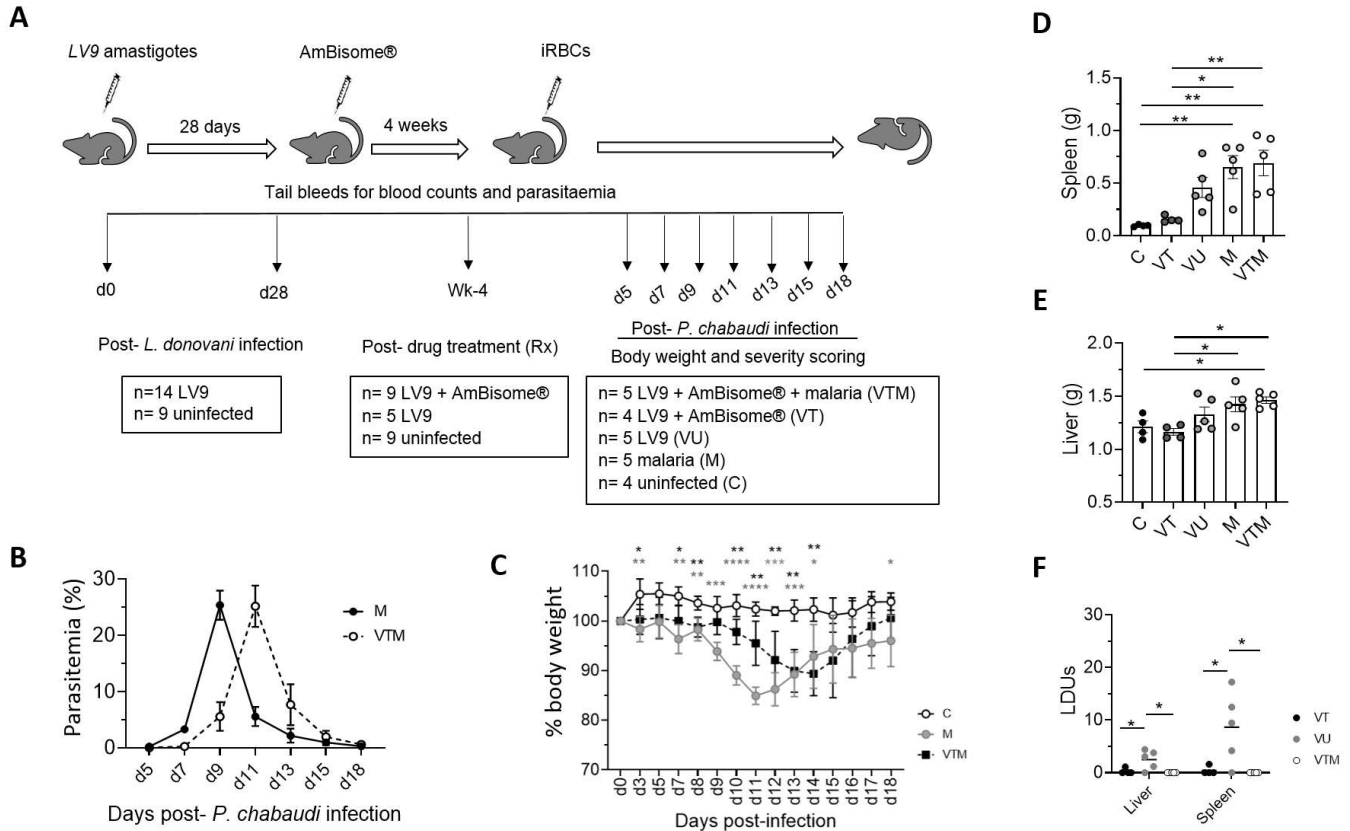 A
LV9 amastigotes
AmBisome®
iRBCs
28 days
4 weeks
Tail bleeds for blood counts and parasitaemia
d0
d28
Wk-4
d5
d7
d9
d11
d13
d15
d18
Post- L. donovani infection
n=14 LV9
n= 9 uninfected
Post- drug treatment (Rx)
n= 9 LV9 + AmBisome®
n= 5 LV9
n= 9 uninfected
Post- P. chabaudi infection
Body weight and severity scoring
n= 5 LV9 + AmBisome® + malaria (VTM)
n= 4 LV9 + AmBisome® (VT)
n= 5 LV9 (VU)
n= 5 malaria (M)
n= 4 uninfected (C)
B
Parasitemia (%)
30
20
10
0
d5
d7
d9
d11
d13
d15
d18
Days post- P. chabaudi infection
M
VTM
C
% body weight
110
100
90
80
70
* * ** ** ** ** ** **
** ** ** *** **** **** *** *** * *
d0
d3
d5
d7
d8
d9
d10
d11
d12
d13
d14
d15
d16
d17
d18
Days post-infection
C
M
VTM
D
Spleen (g)
1.5
1.0
0.5
0.0
**
*
**
**
C
VT
VU
M
VTM
E
Liver (g)
2.0
1.5
1.0
0.5
*
*
*
C
VT
VU
M
VTM
F
LDUs
30
20
10
0
*
*
*
*
Liver
Spleen
VT
VU
VTM